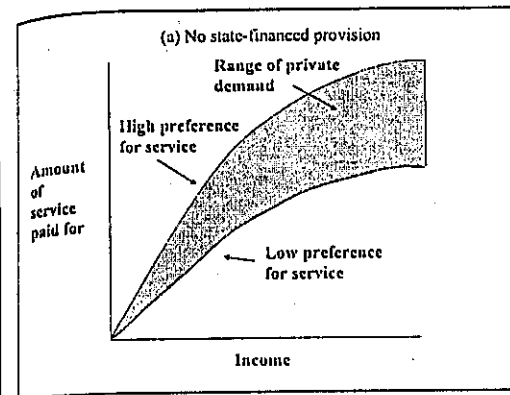 (a) No state-financed provision
Range of private
demand
High preference
for service
Amount
of
service
paid for
Low preference
for service
Income